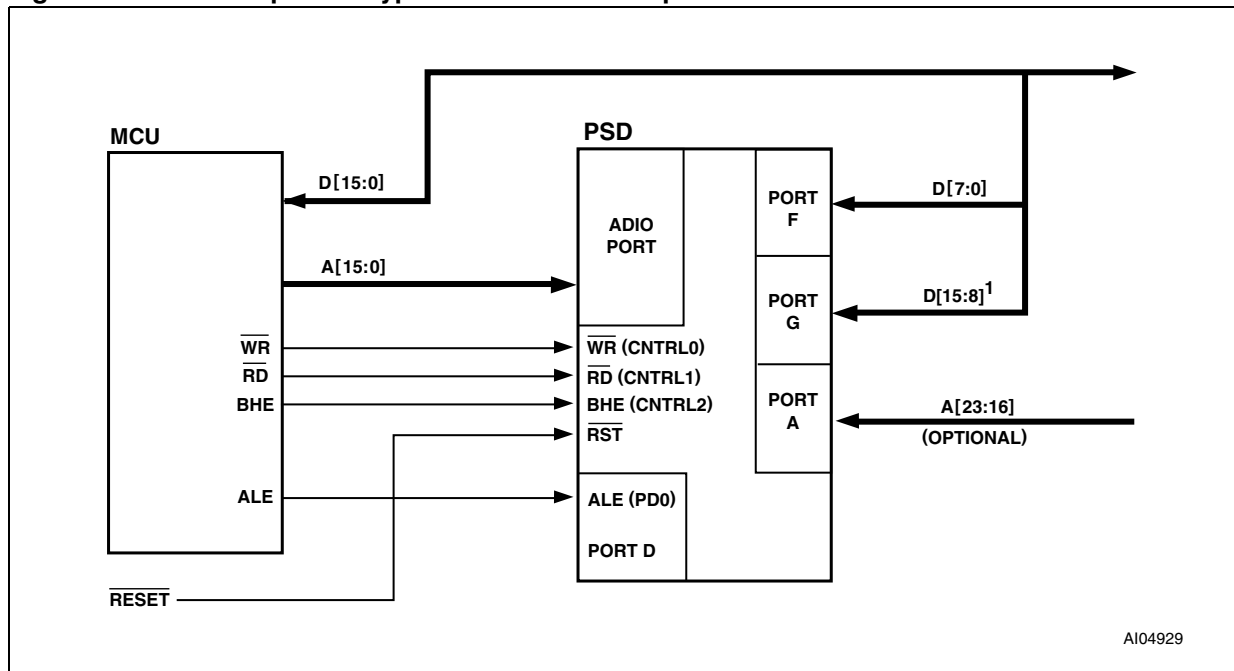 MCU
PSD
D[15:0]
A[15:0]
WR
RD
BHE
ALE
RESET
ADIO
PORT
WR (CNTRL0)
RD (CNTRL1)
BHE (CNTRL2)
RST
ALE (PD0)
PORT D
PORT
F
PORT
G
PORT
A
D[7:0]
D[15:8]1
A[23:16]
(OPTIONAL)
AI04929